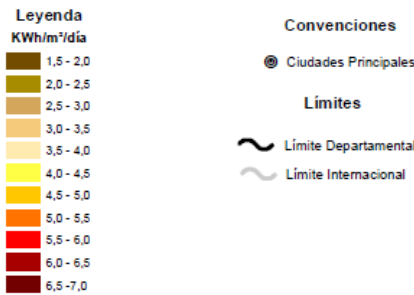 Leyenda
KWh/m²/día
1,5 - 2,0
2,0 - 2,5
2,5 - 3,0
3,0 - 3,5
3,5 - 4,0
4,0 - 4,5
4,5 - 5,0
5,0 - 5,5
5,5 - 6,0
6,0 - 6,5
6,5 -7,0
Convenciones
Ciudades Principales
Límites
Límite Departamental
Límite Internacional